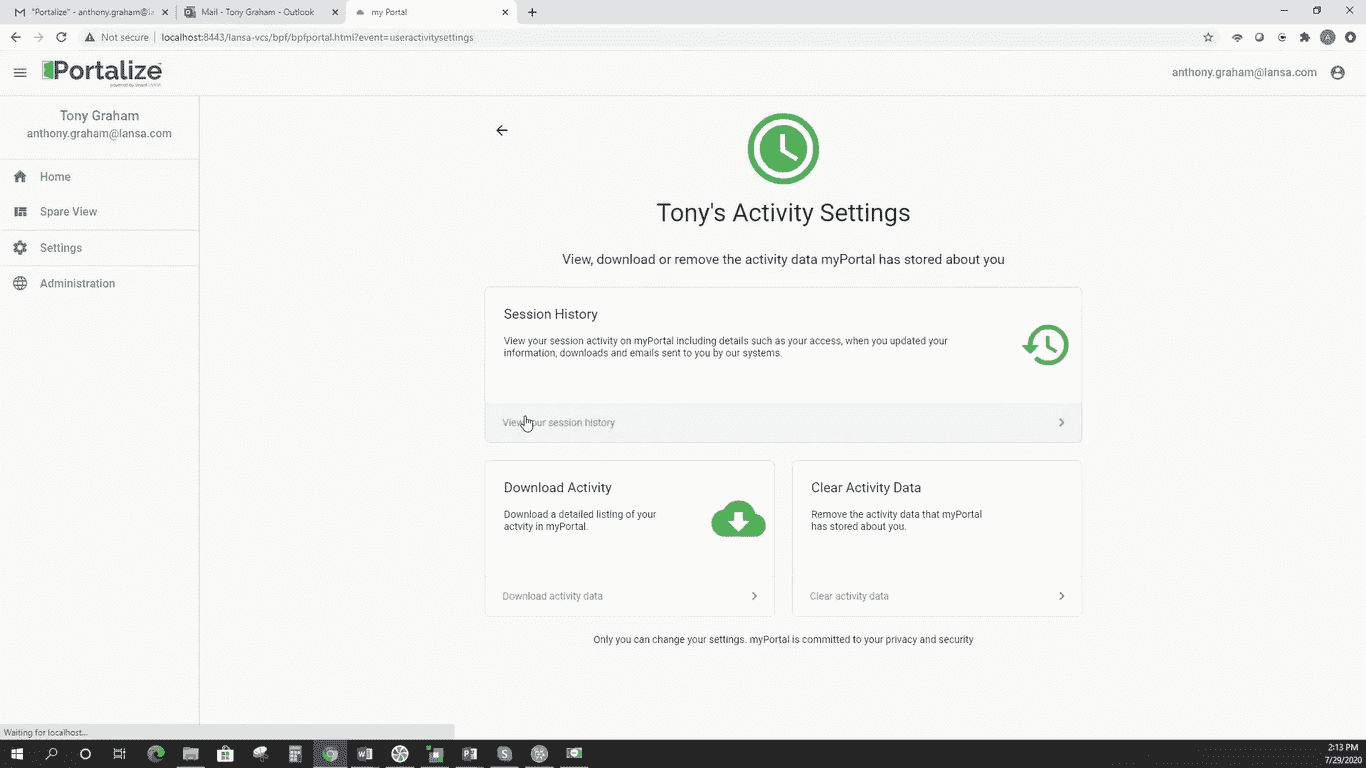 "Portalize" - anthony.graham@la
Mail - Tony Graham - Outlook
my Portal
Not secure
localhost:8443/lansa-vcs/bpf/bpfportal.html?event=useractivitysettings
Portalize
anthony.graham@lansa.com
Tony Graham
anthony.graham@lansa.com
Home
Spare View
Settings
Administration
Tony's Activity Settings
View, download or remove the activity data myPortal has stored about you
Session History
View your session activity on myPortal including details such as your access, when you updated your
information, downloads and emails sent to you by our systems.
View your session history
Download Activity
Download a detailed listing of your
actvity in myPortal.
Download activity data
Clear Activity Data
Remove the activity data that myPortal
has stored about you.
Clear activity data
Only you can change your settings. myPortal is committed to your privacy and security
Waiting for localhost...
2:13 PM
7/29/2020